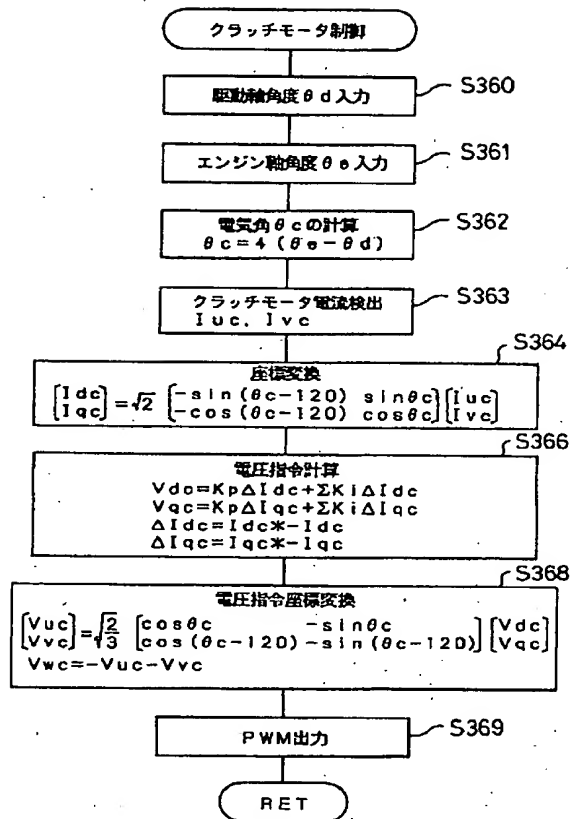 クラッチモータ制御
駆動軸角度θd入力
S360
エンジン軸角度θe入力
S361
電気角θcの計算
θc=4(θe-θd)
S362
クラッチモータ電流検出
Iuc, Ivc
S363
座標変換
S364
[Idc] = √2 [-sin(θc-120) sinθc] [Iuc]
[Iqc] [-cos(θc-120) cosθc] [Ivc]
電圧指令計算
S366
Vdc=KpΔIdc+ΣKiΔIdc
Vqc=KpΔIqc+ΣKiΔIqc
ΔIdc=Idc*-Idc
ΔIqc=Iqc*-Iqc
電圧指令座標変換
S368
[Vuc] = √2/3 [cosθc -sinθc] [Vdc]
[Vvc] [cos(θc-120) -sin(θc-120)] [Vqc]
Vwc=-Vuc-Vvc
PWM出力
S369
RET